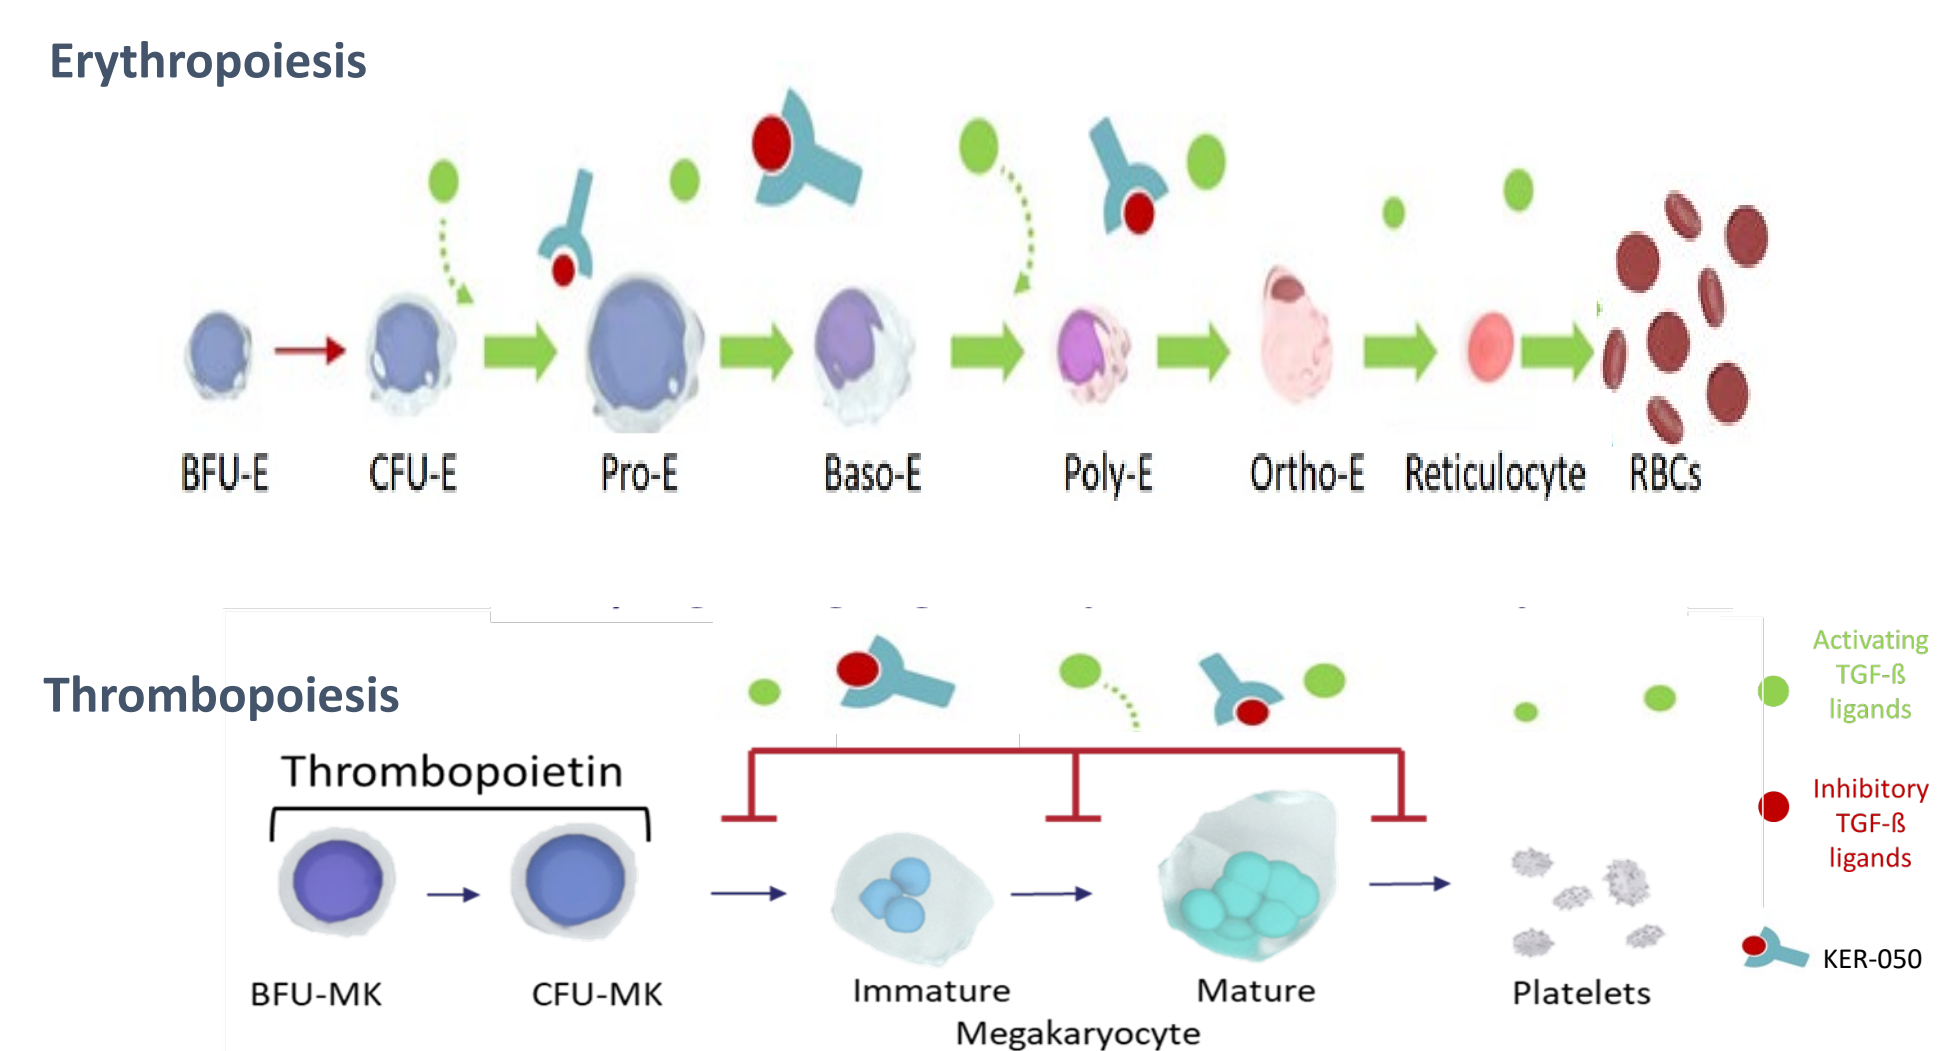 Erythropoiesis
BFU-E
CFU-E
Pro-E
Baso-E
Poly-E
Ortho-E
Reticulocyte
RBCs
Thrombopoiesis
Thrombopoietin
BFU-MK
CFU-MK
Immature
Mature
Megakaryocyte
Platelets
Activating
TGF-ß
ligands
Inhibitory
TGF-ß
ligands
KER-050